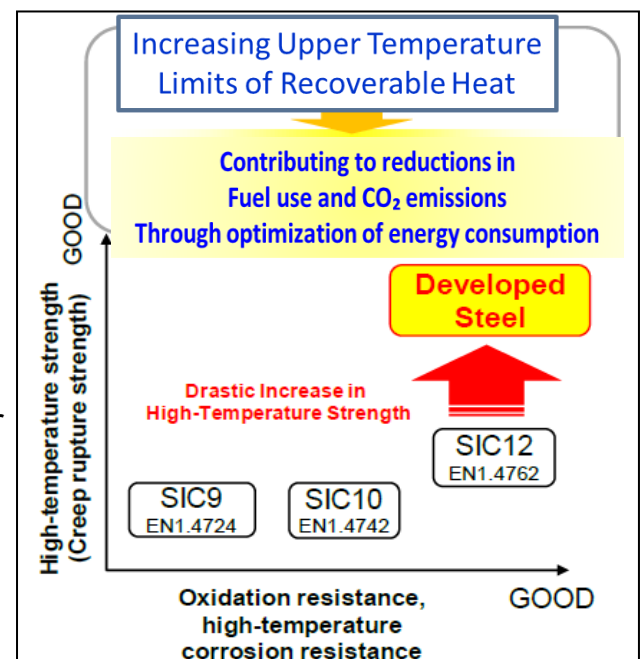 Increasing Upper Temperature
Limits of Recoverable Heat
Contributing to reductions in
Fuel use and CO₂ emissions
Through optimization of energy consumption
GOOD
High-temperature strength
(Creep rupture strength)
Developed
Steel
Drastic Increase in
High-Temperature Strength
SIC12
EN1.4762
SIC9
EN1.4724
SIC10
EN1.4742
Oxidation resistance,
high-temperature
corrosion resistance
GOOD